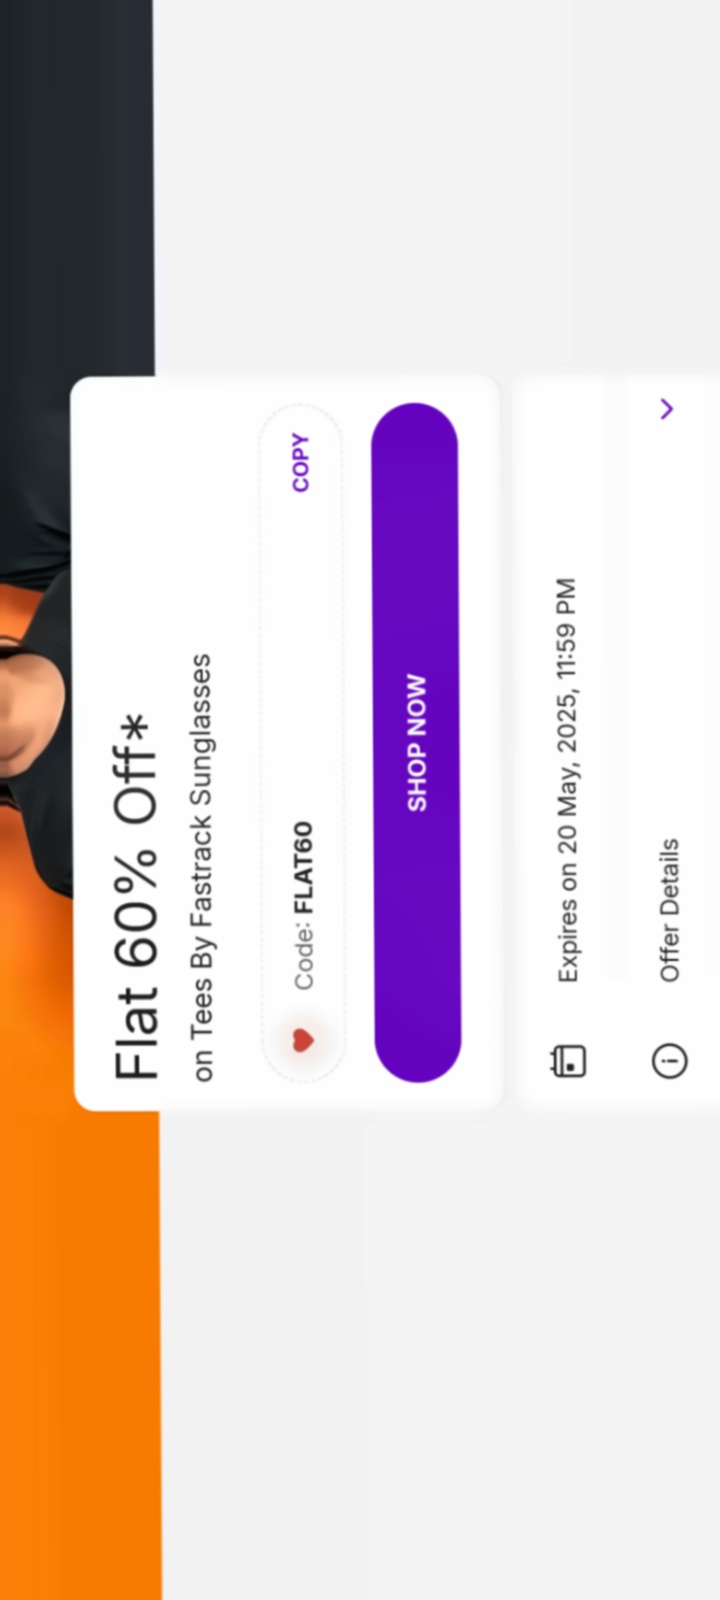 Flat 60% Off*
on Tees By Fastrack Sunglasses
Code: FLAT60 COPY
SHOP NOW
Expires on 20 May, 2025, 11:59 PM
Offer Details